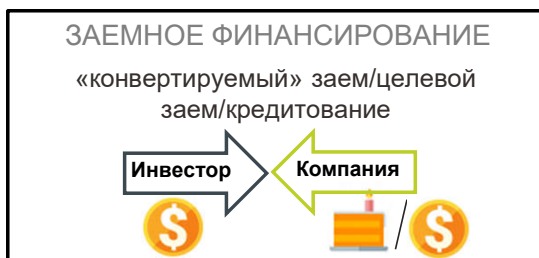 ЗАЕМНОЕ ФИНАНСИРОВАНИЕ
«конвертируемый» заем/целевой
заем/кредитование
Инвестор Компания
$ / $